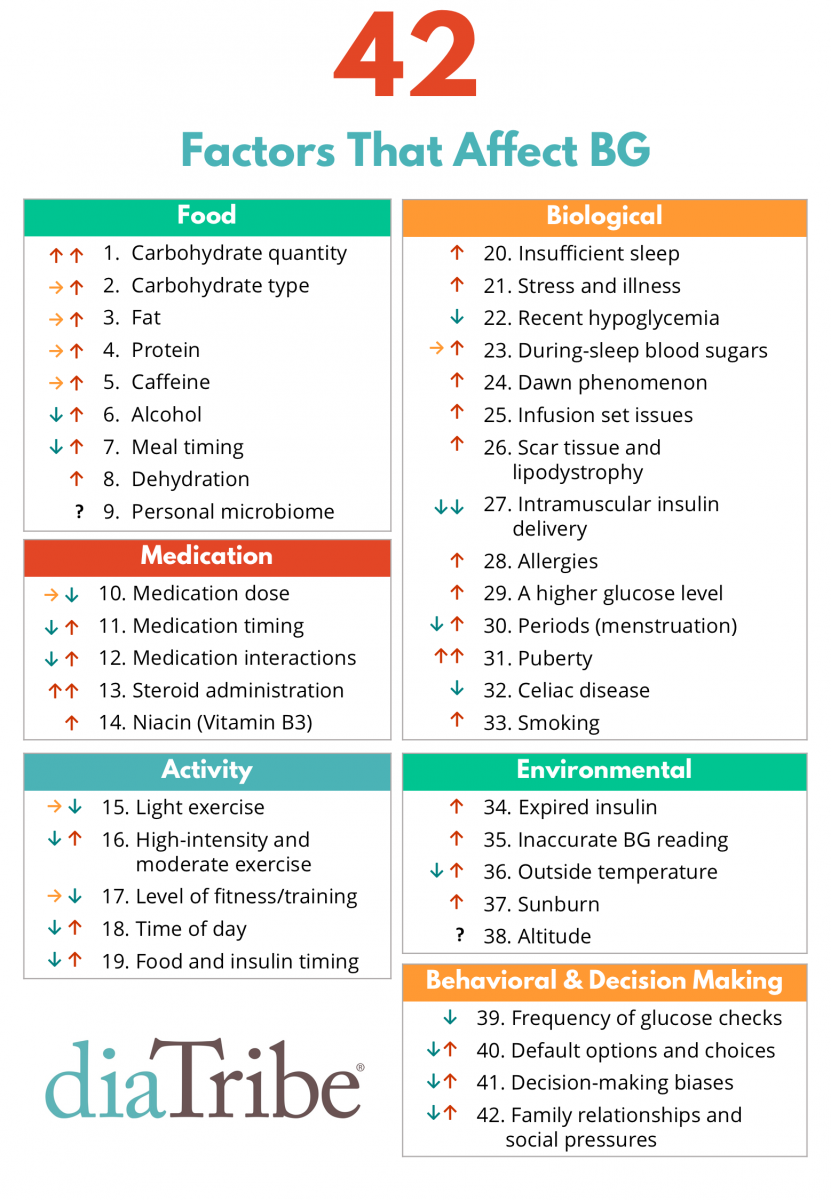 42
Factors That Affect BG
Food
↑ ↑ 1. Carbohydrate quantity
→ ↑ 2. Carbohydrate type
→ ↑ 3. Fat
→ ↑ 4. Protein
→ ↑ 5. Caffeine
↓ ↑ 6. Alcohol
↓ ↑ 7. Meal timing
↑ 8. Dehydration
? 9. Personal microbiome
Medication
→ ↓ 10. Medication dose
↓ ↑ 11. Medication timing
↓ ↑ 12. Medication interactions
↑↑ 13. Steroid administration
↑ 14. Niacin (Vitamin B3)
Activity
→ ↓ 15. Light exercise
↓ ↑ 16. High-intensity and
moderate exercise
→ ↓ 17. Level of fitness/training
↓ ↑ 18. Time of day
↓ ↑ 19. Food and insulin timing
Biological
↑ 20. Insufficient sleep
↑ 21. Stress and illness
↓ 22. Recent hypoglycemia
→ ↑ 23. During-sleep blood sugars
↑ 24. Dawn phenomenon
↑ 25. Infusion set issues
↑ 26. Scar tissue and
lipodystrophy
↓↓ 27. Intramuscular insulin
delivery
↑ 28. Allergies
↑ 29. A higher glucose level
↓ ↑ 30. Periods (menstruation)
↑↑ 31. Puberty
↓ 32. Celiac disease
↑ 33. Smoking
Environmental
↑ 34. Expired insulin
↑ 35. Inaccurate BG reading
↓ ↑ 36. Outside temperature
↑ 37. Sunburn
? 38. Altitude
Behavioral & Decision Making
↓ 39. Frequency of glucose checks
↓↑ 40. Default options and choices
↓↑ 41. Decision-making biases
↓↑ 42. Family relationships and
social pressures
diaTribe®